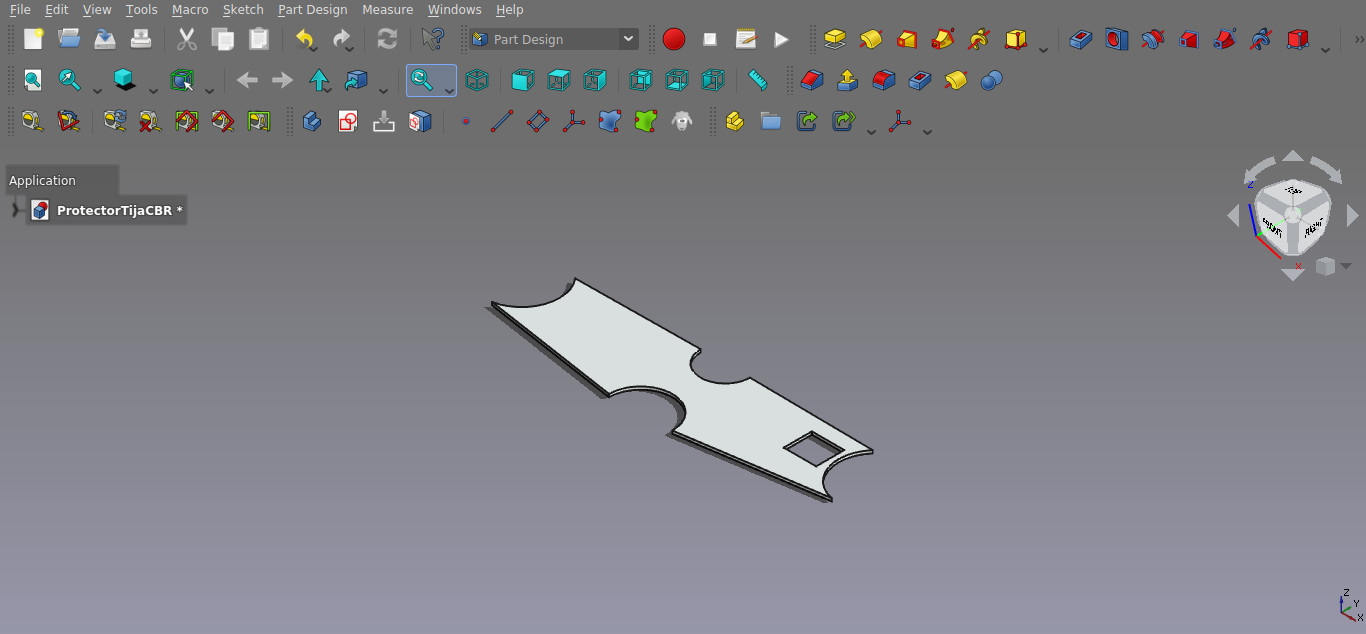 File Edit View Tools Macro Sketch Part Design Measure Windows Help
Part Design
Application
ProtectorTijaCBR *
Z
TOP
FRONT
RIGHT
X
Z
Y
X